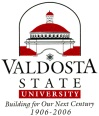 VALDOSTA
STATE
UNIVERSITY
Building for Our Next Century
1906-2006